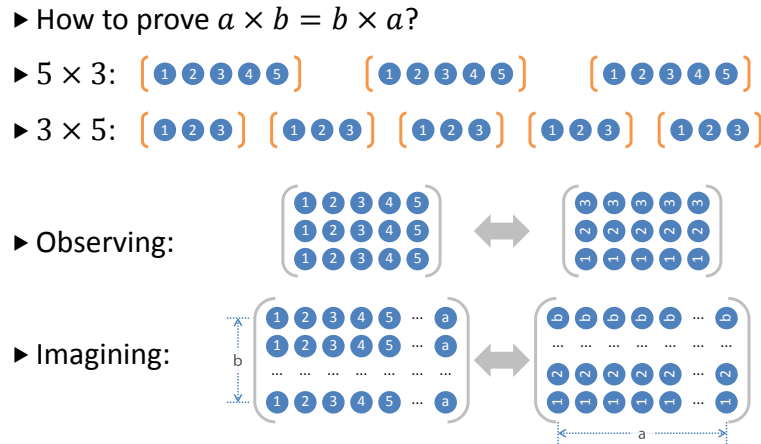 ▸ How to prove a × b = b × a?
▸ 5 × 3: 1 2 3 4 5 1 2 3 4 5 1 2 3 4 5
▸ 3 × 5: 1 2 3 1 2 3 1 2 3 1 2 3 1 2 3
1 2 3 4 5 3 3 3 3 3
▸ Observing: 1 2 3 4 5 2 2 2 2 2
1 2 3 4 5 1 1 1 1 1
1 2 3 4 5 ... a b b b b b ... b
1 2 3 4 5 ... a ... ... ... ... ... ... ...
▸ Imagining: b ... ... ... ... ... ... ... 2 2 2 2 2 ... 2
1 2 3 4 5 ... a 1 1 1 1 1 ... 1
a